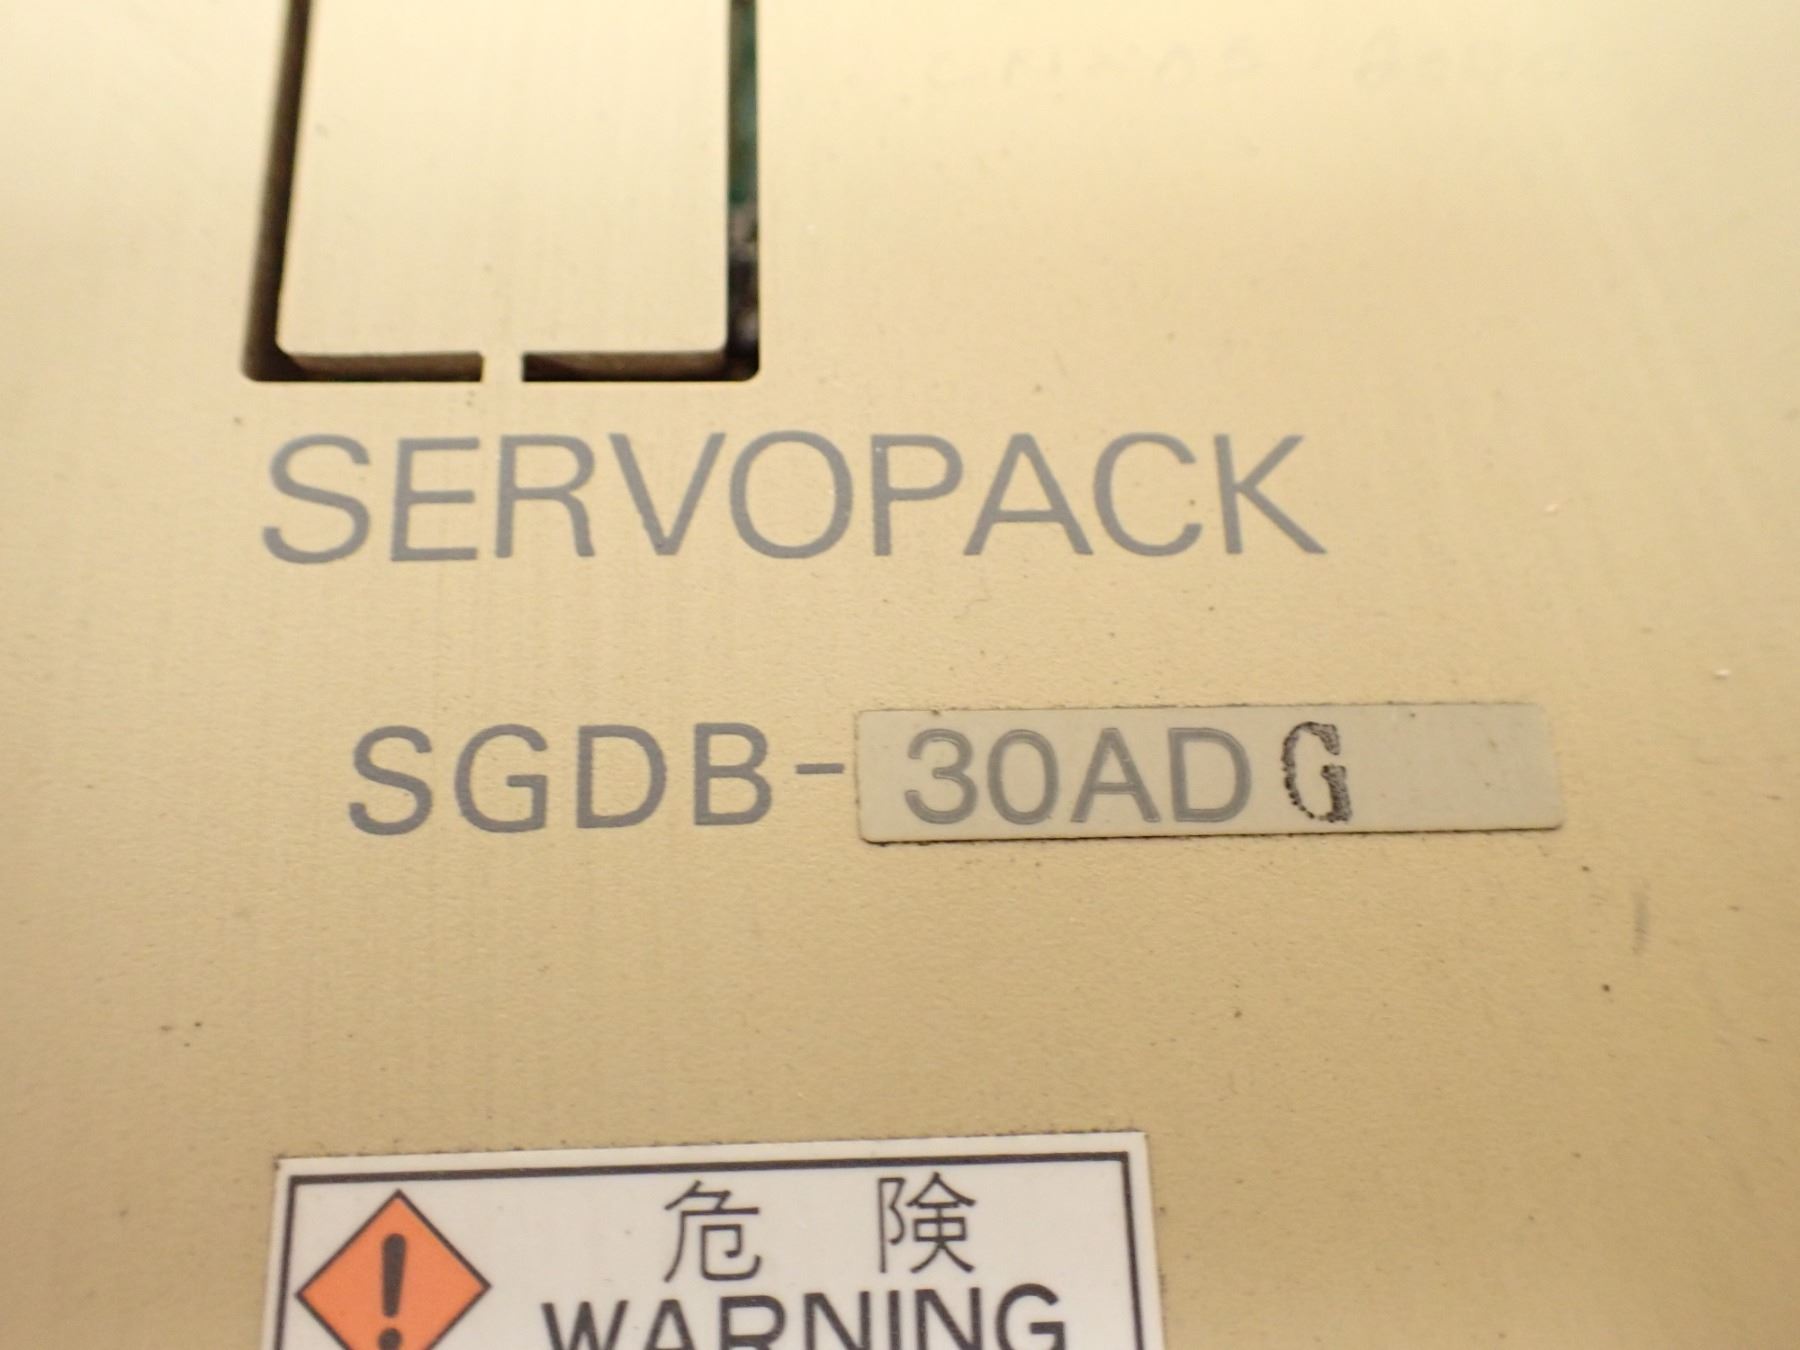 SERVOPACK
SGDB-30ADG
危険
WARNING